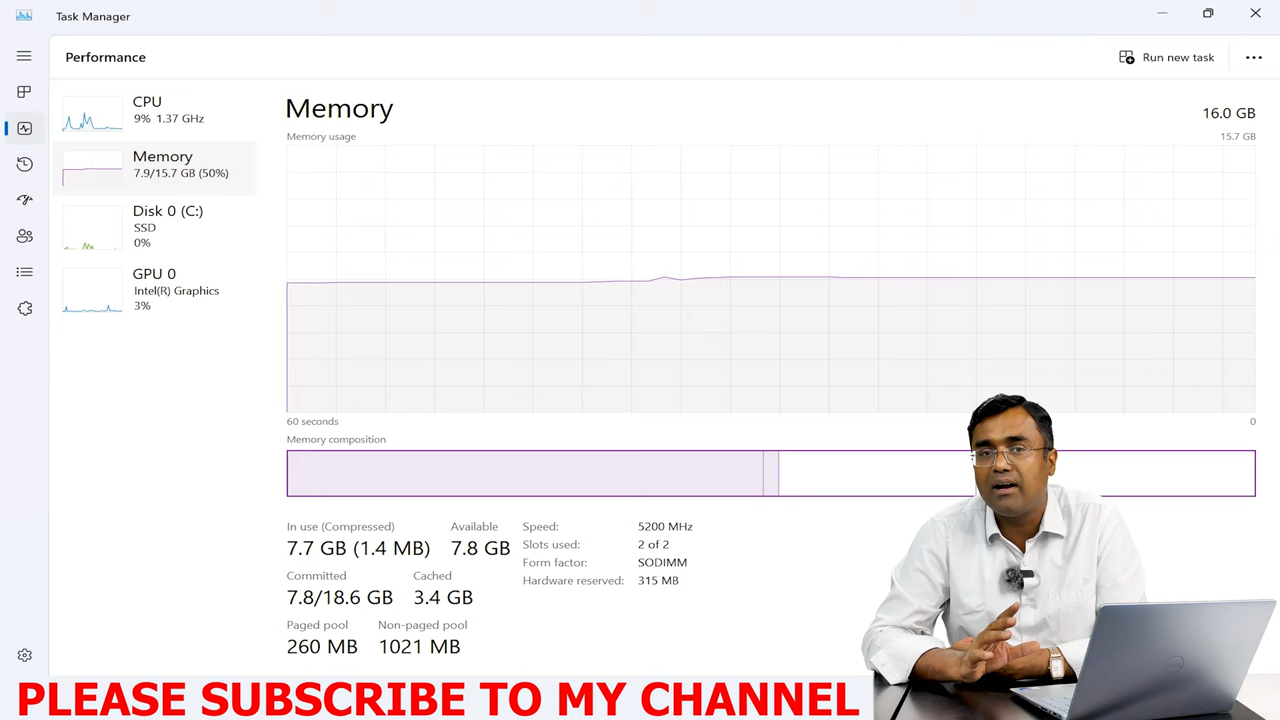 Task Manager
Performance
Run new task
CPU
9% 1.37 GHz
Memory
7.9/15.7 GB (50%)
Disk 0 (C:)
SSD
0%
GPU 0
Intel(R) Graphics
3%
Memory
16.0 GB
Memory usage
15.7 GB
60 seconds
0
Memory composition
In use (Compressed)
7.7 GB (1.4 MB)
Available
7.8 GB
Committed
7.8/18.6 GB
Cached
3.4 GB
Paged pool
260 MB
Non-paged pool
1021 MB
Speed: 5200 MHz
Slots used: 2 of 2
Form factor: SODIMM
Hardware reserved: 315 MB
DELL
PLEASE SUBSCRIBE TO MY CHANNEL